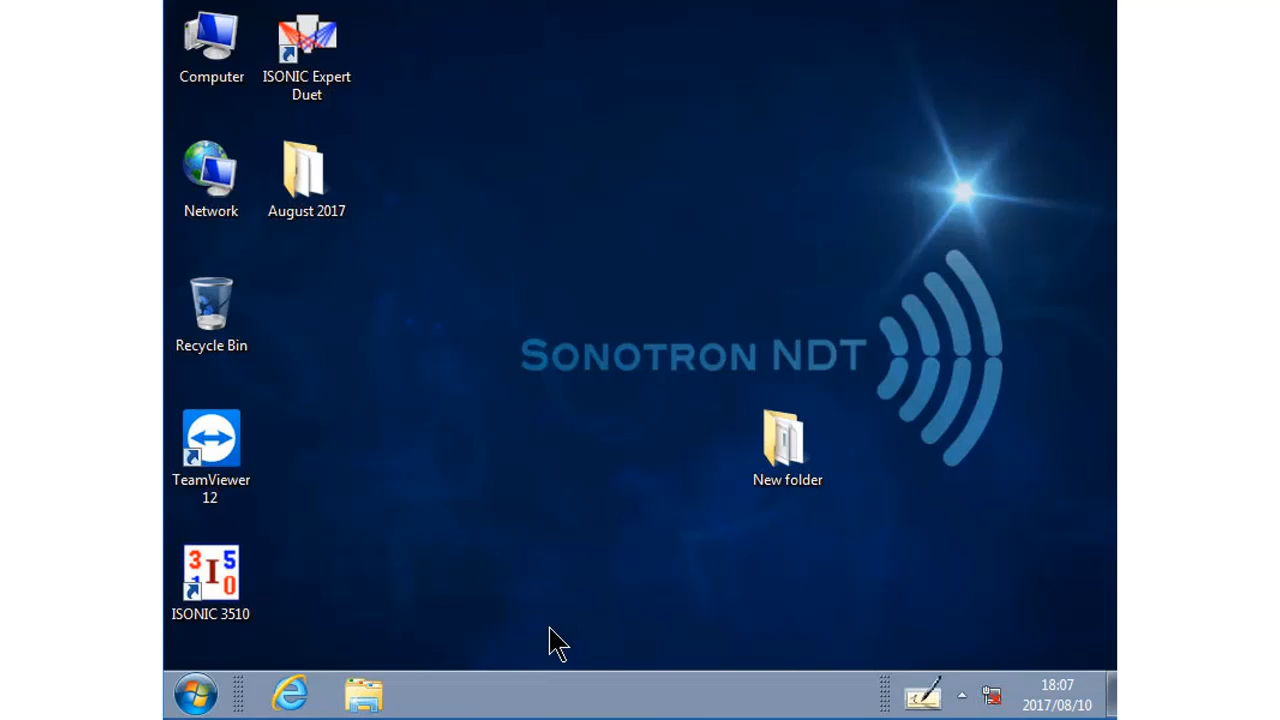 Computer
ISONIC Expert
Duet
Network
August 2017
Recycle Bin
SONOTRON NDT
TeamViewer
12
New folder
3 5
1 I 0
ISONIC 3510
18:07
2017/08/10